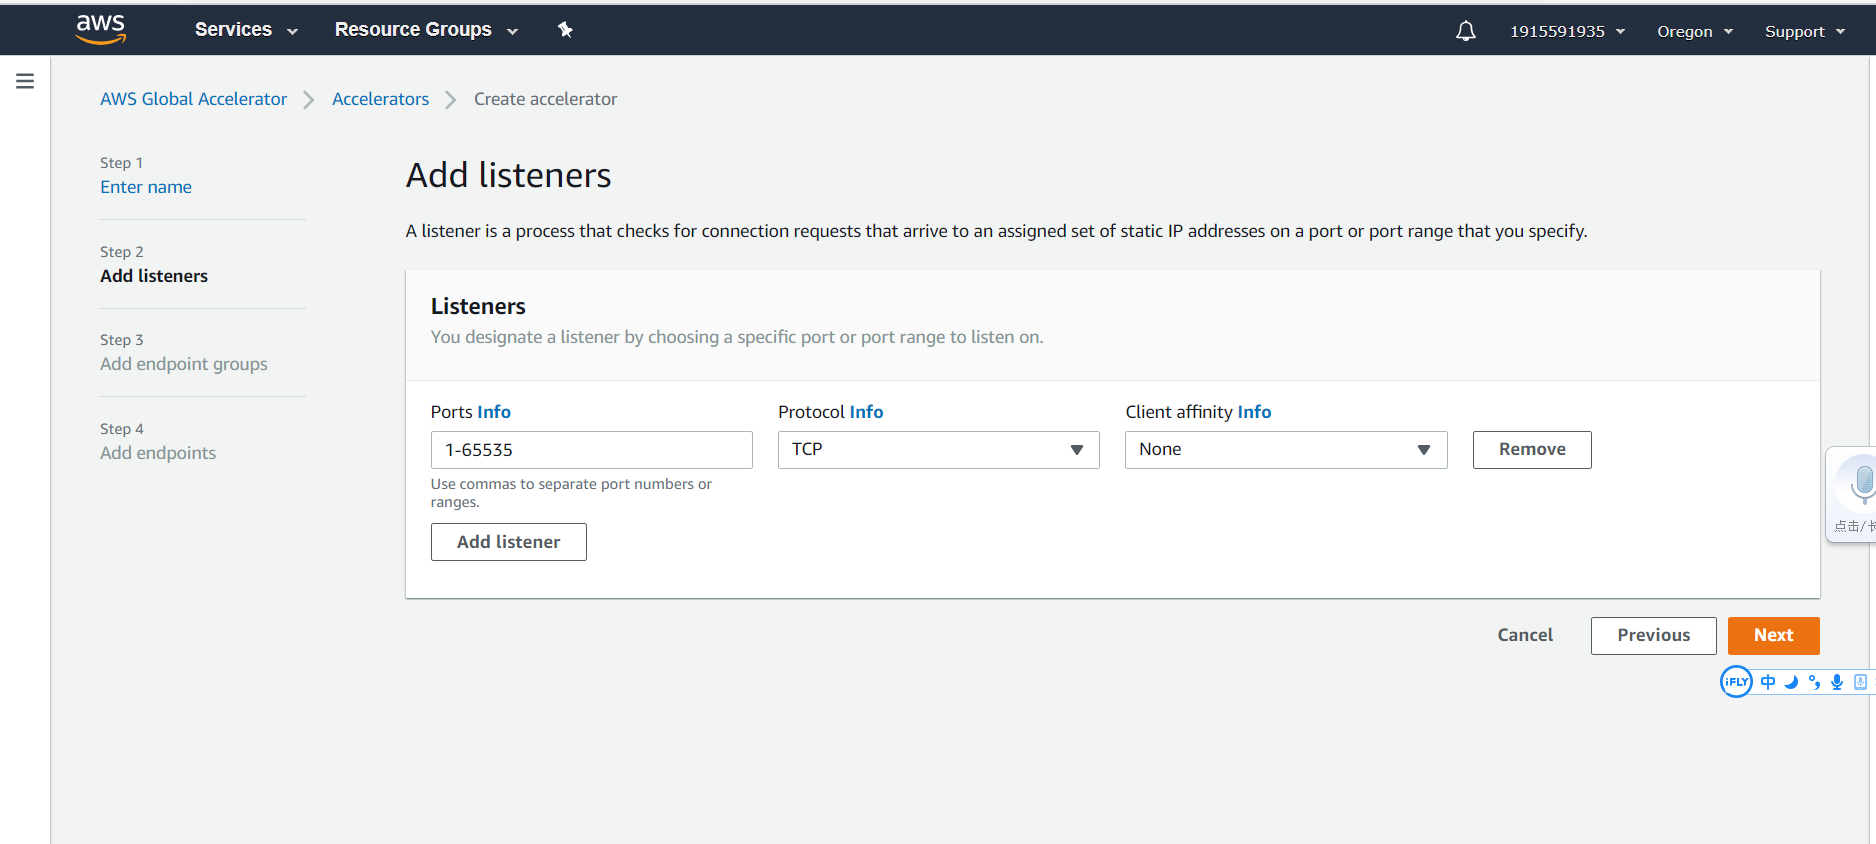 aws
Services
Resource Groups
1915591935
Oregon
Support
AWS Global Accelerator
Accelerators
Create accelerator
Step 1
Enter name
Step 2
Add listeners
Step 3
Add endpoint groups
Step 4
Add endpoints
Add listeners
A listener is a process that checks for connection requests that arrive to an assigned set of static IP addresses on a port or port range that you specify.
Listeners
You designate a listener by choosing a specific port or port range to listen on.
Ports Info
Protocol Info
Client affinity Info
1-65535
TCP
None
Remove
Use commas to separate port numbers or
ranges.
Add listener
Cancel
Previous
Next
点击/长
iFLY 中